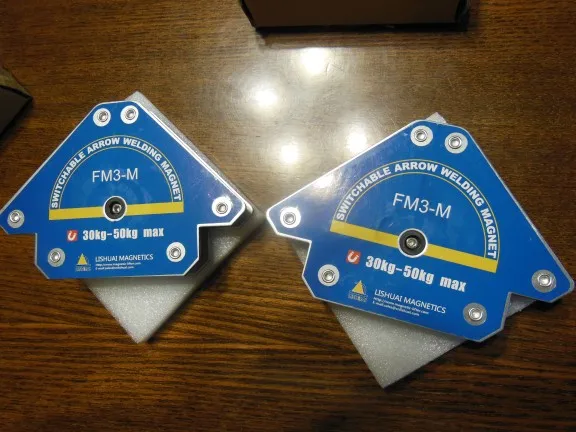 SWITCHABLE ARROW WELDING MAGNET
FM3-M
30kg-50kg max
LISHUAI MAGNETICS
SWITCHABLE ARROW WELDING MAGNET
FM3-M
30kg-50kg max
LISHUAI MAGNETICS